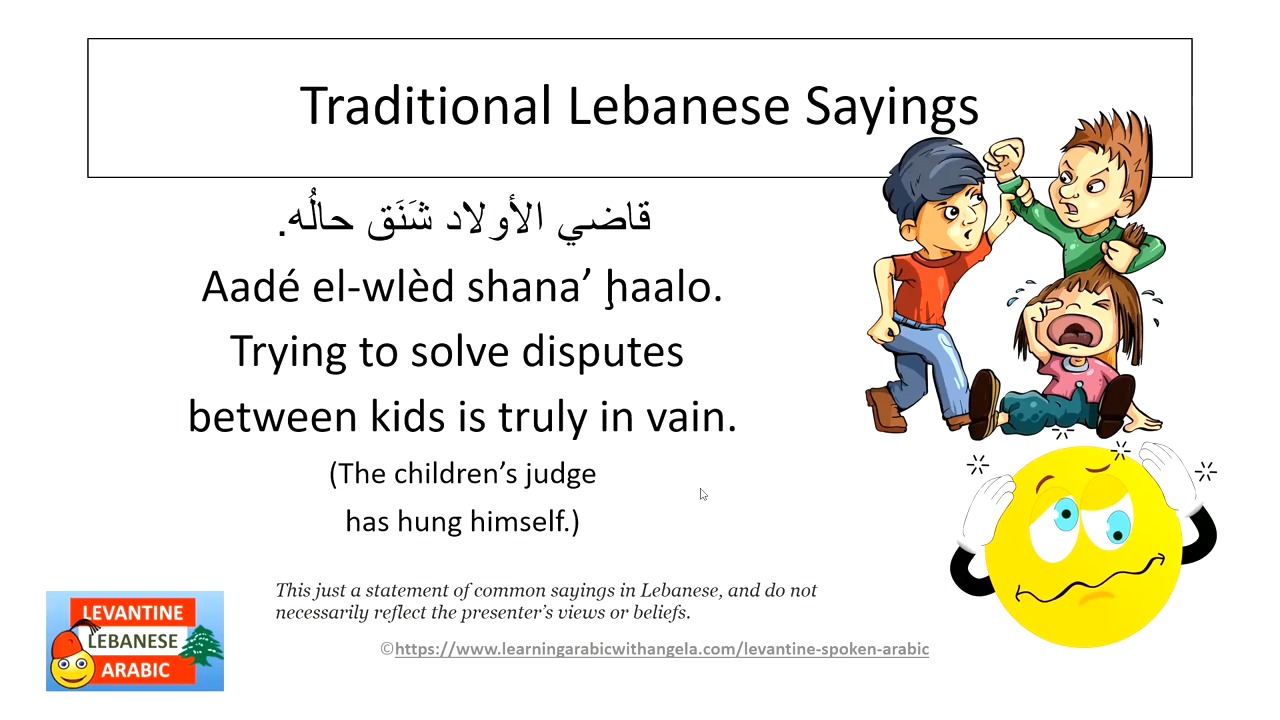 Traditional Lebanese Sayings
قاضي الأولاد شَنَق حالُه.
Aadé el-wlèd shana’ ḩaalo.
Trying to solve disputes
between kids is truly in vain.
(The children’s judge
has hung himself.)
This just a statement of common sayings in Lebanese, and do not
necessarily reflect the presenter’s views or beliefs.
©https://www.learningarabicwithangela.com/levantine-spoken-arabic
LEVANTINE
LEBANESE
ARABIC